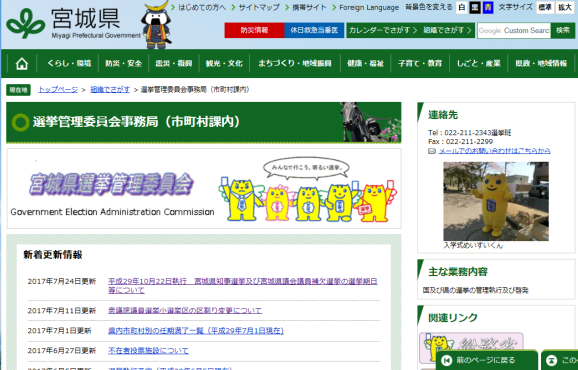 宮城県
Miyagi Prefectural Government
はじめての方へ サイトマップ 携帯サイト Foreign Language 背景色を変える 白 黒 青 文字サイズ 標準 拡大
防災情報 休日救急当番医 カレンダーでさがす 組織でさがす Google Custom Search 検
くらし・環境 防災・安全 震災・復興 観光・文化 まちづくり・地域振興 健康・福祉 子育て・教育 しごと・産業 県政・地域情報
現在地 トップページ > 組織でさがす > 選挙管理委員会事務局(市町村課内)
選挙管理委員会事務局(市町村課内)
みんなで行こう、明るい選挙。
宮城県選挙管理委員会
Government Election Administration Commission
新着更新情報
2017年7月24日更新 平成29年10月22日執行 宮城県知事選挙及び宮城県議会議員補欠選挙の選挙期日
等について
2017年7月11日更新 衆議院議員選挙小選挙区の区割り変更について
2017年7月1日更新 県内市町村別の任期満了一覧(平成29年7月1日現在)
2017年6月27日更新 不在者投票施設について
連絡先
Tel:022-211-2343選挙班
Fax:022-211-2299
メールでのお問い合わせはこちらから
入学式めいすいくん
主な業務内容
国及び県の選挙の管理執行及び啓発
関連リンク
前のページに戻る
この